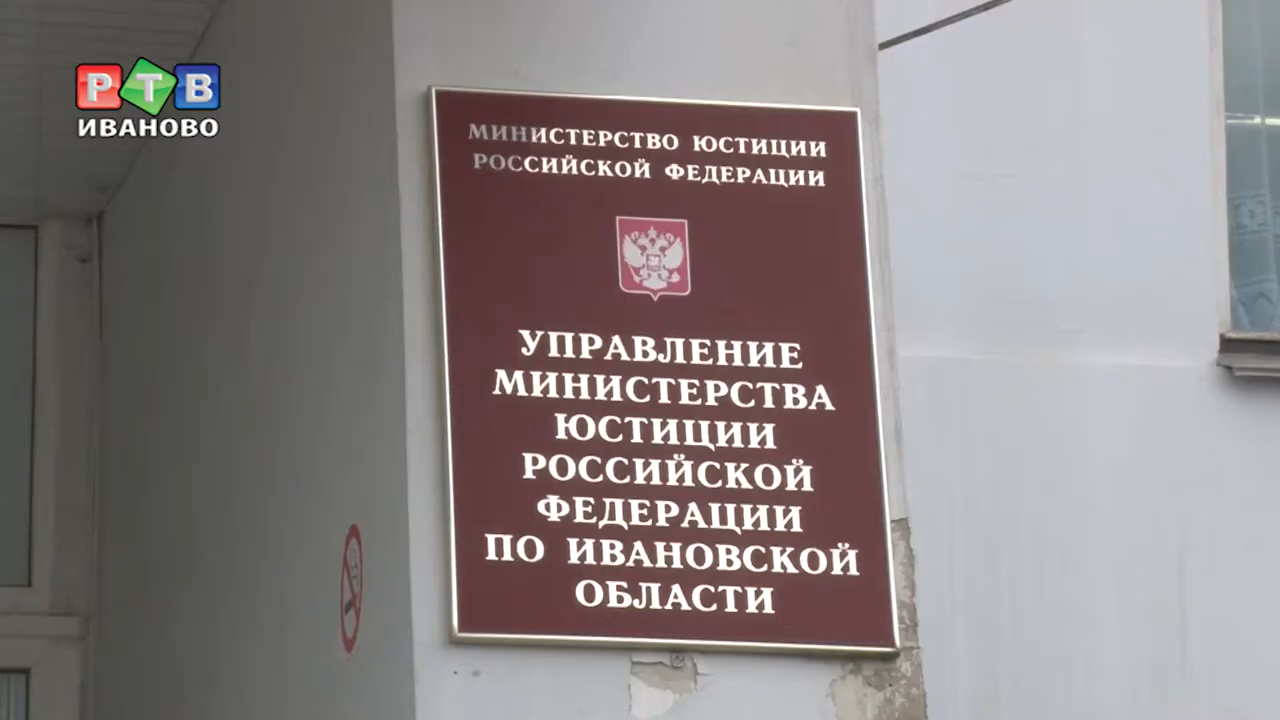 РТВ
ИВАНОВО
МИНИСТЕРСТВО ЮСТИЦИИ
РОССИЙСКОЙ ФЕДЕРАЦИИ
УПРАВЛЕНИЕ
МИНИСТЕРСТВА
ЮСТИЦИИ
РОССИЙСКОЙ
ФЕДЕРАЦИИ
ПО ИВАНОВСКОЙ
ОБЛАСТИ